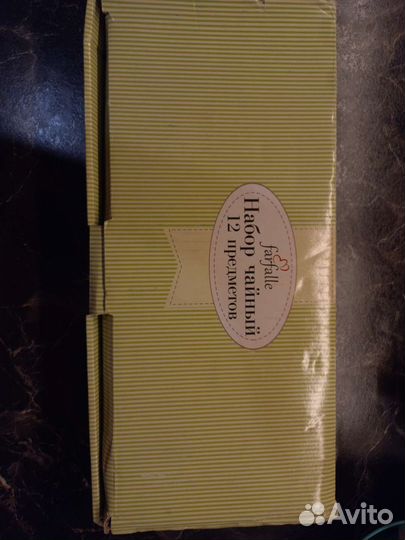 farfalle
Набор чайный
12 предметов
Avito